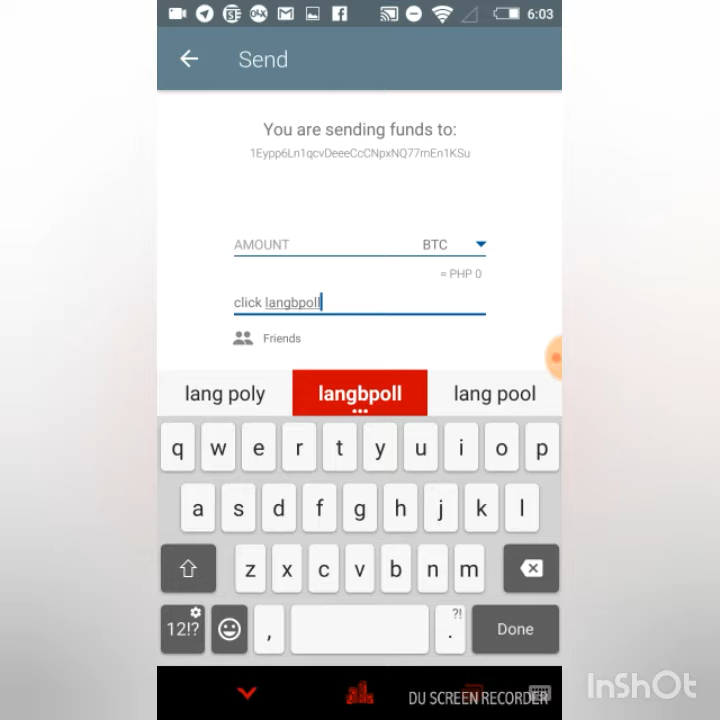 6:03
Send
You are sending funds to:
1Eypp6Ln1qcvDeeeCcCNpxNQ77rnEn1KSu
AMOUNT BTC
≈ PHP 0
click langbpoll
Friends
lang poly langbpoll lang pool
q w e r t y u i o p
a s d f g h j k l
z x c v b n m
12!? , ?! . Done
DU SCREEN RECORDER
InShOt